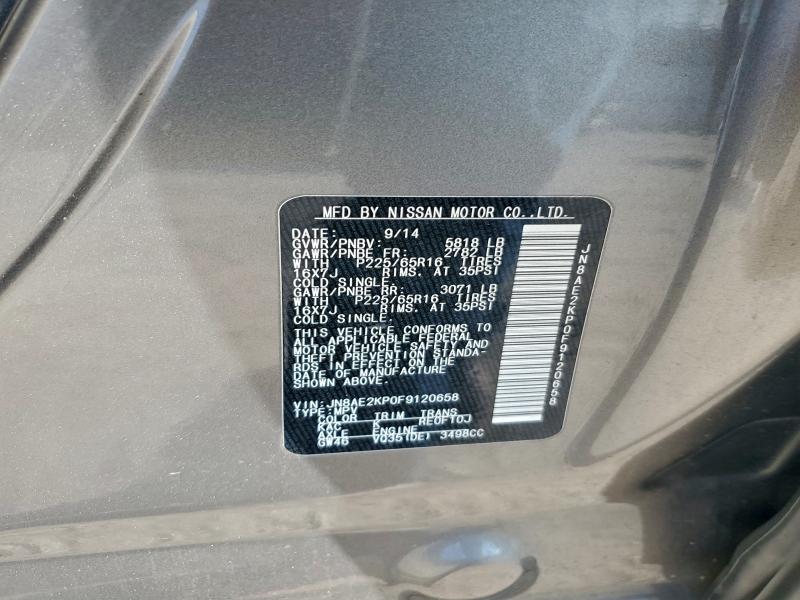 MFD BY NISSAN MOTOR CO.,LTD.
DATE: 9/14
GVWR/PNBV: 5818 LB
GAWR/PNBE FR: 2782 LB
WITH P225/65R16 TIRES
16X7J RIMS. AT 35PSI
COLD SINGLE.
GAWR/PNBE RR: 3071 LB
WITH P225/65R16 TIRES
16X7J RIMS. AT 35PSI
COLD SINGLE.
THIS VEHICLE CONFORMS TO
ALL APPLICABLE FEDERAL
MOTOR VEHICLE SAFETY AND
THEFT PREVENTION STANDA-
RDS IN EFFECT ON THE
DATE OF MANUFACTURE
SHOWN ABOVE.
VIN:JN8AE2KP0F9120658
TYPE:MPV
COLOR TRIM TRANS
KAC K RE0F10J
AXLE ENGINE
GW46 VQ35(DE) 3498CC
JN8AE2KP0F9120658